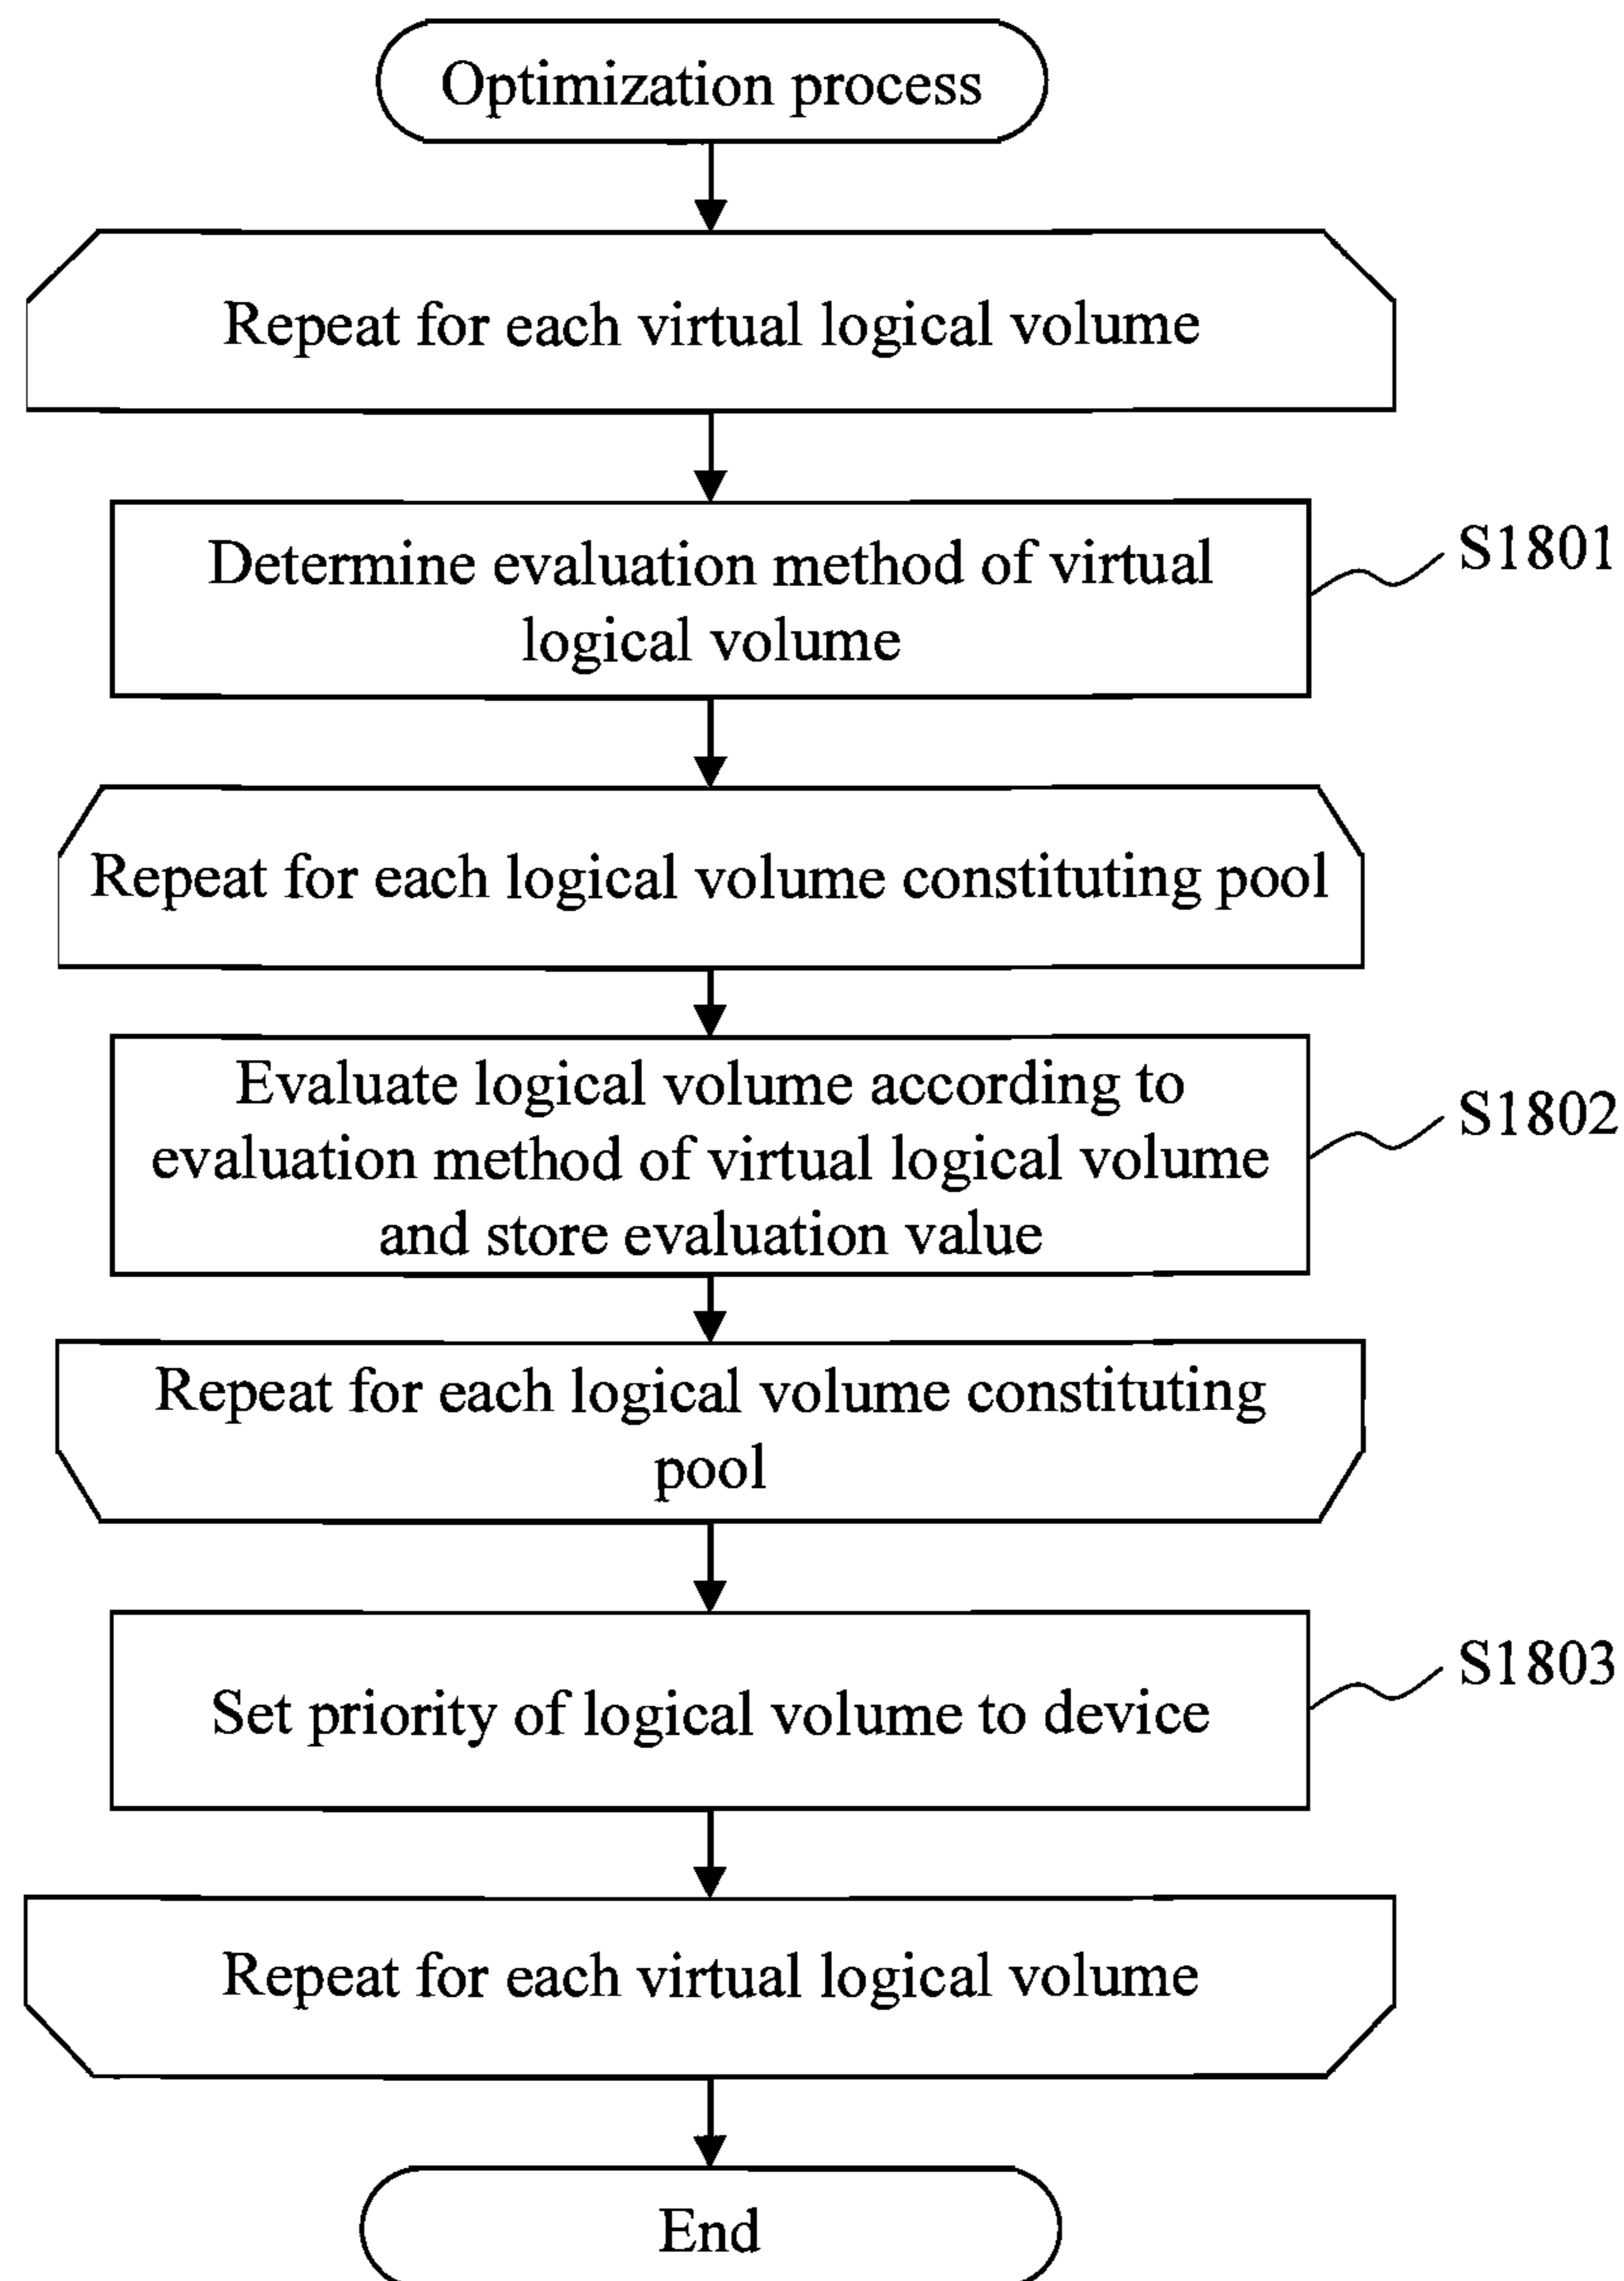 Optimization process
Repeat for each virtual logical volume
Determine evaluation method of virtual
logical volume
S1801
Repeat for each logical volume constituting pool
Evaluate logical volume according to
evaluation method of virtual logical volume
and store evaluation value
S1802
Repeat for each logical volume constituting
pool
Set priority of logical volume to device
S1803
Repeat for each virtual logical volume
End